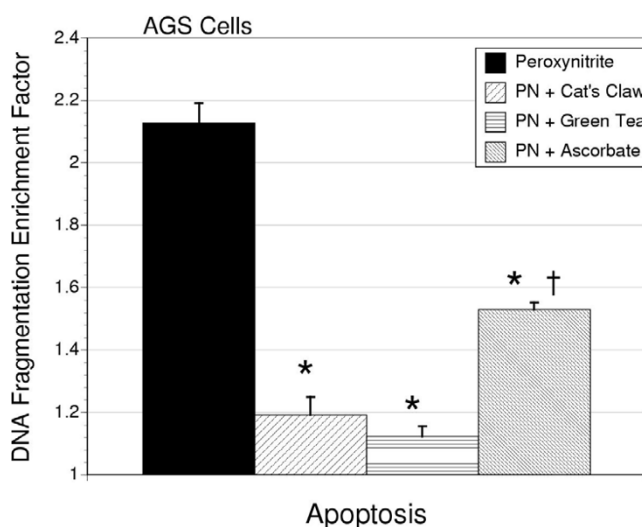 AGS Cells
DNA Fragmentation Enrichment Factor
2.4
2.2
2
1.8
1.6
1.4
1.2
1
Peroxynitrite
PN + Cat's Claw
PN + Green Tea
PN + Ascorbate
*
*
* †
Apoptosis